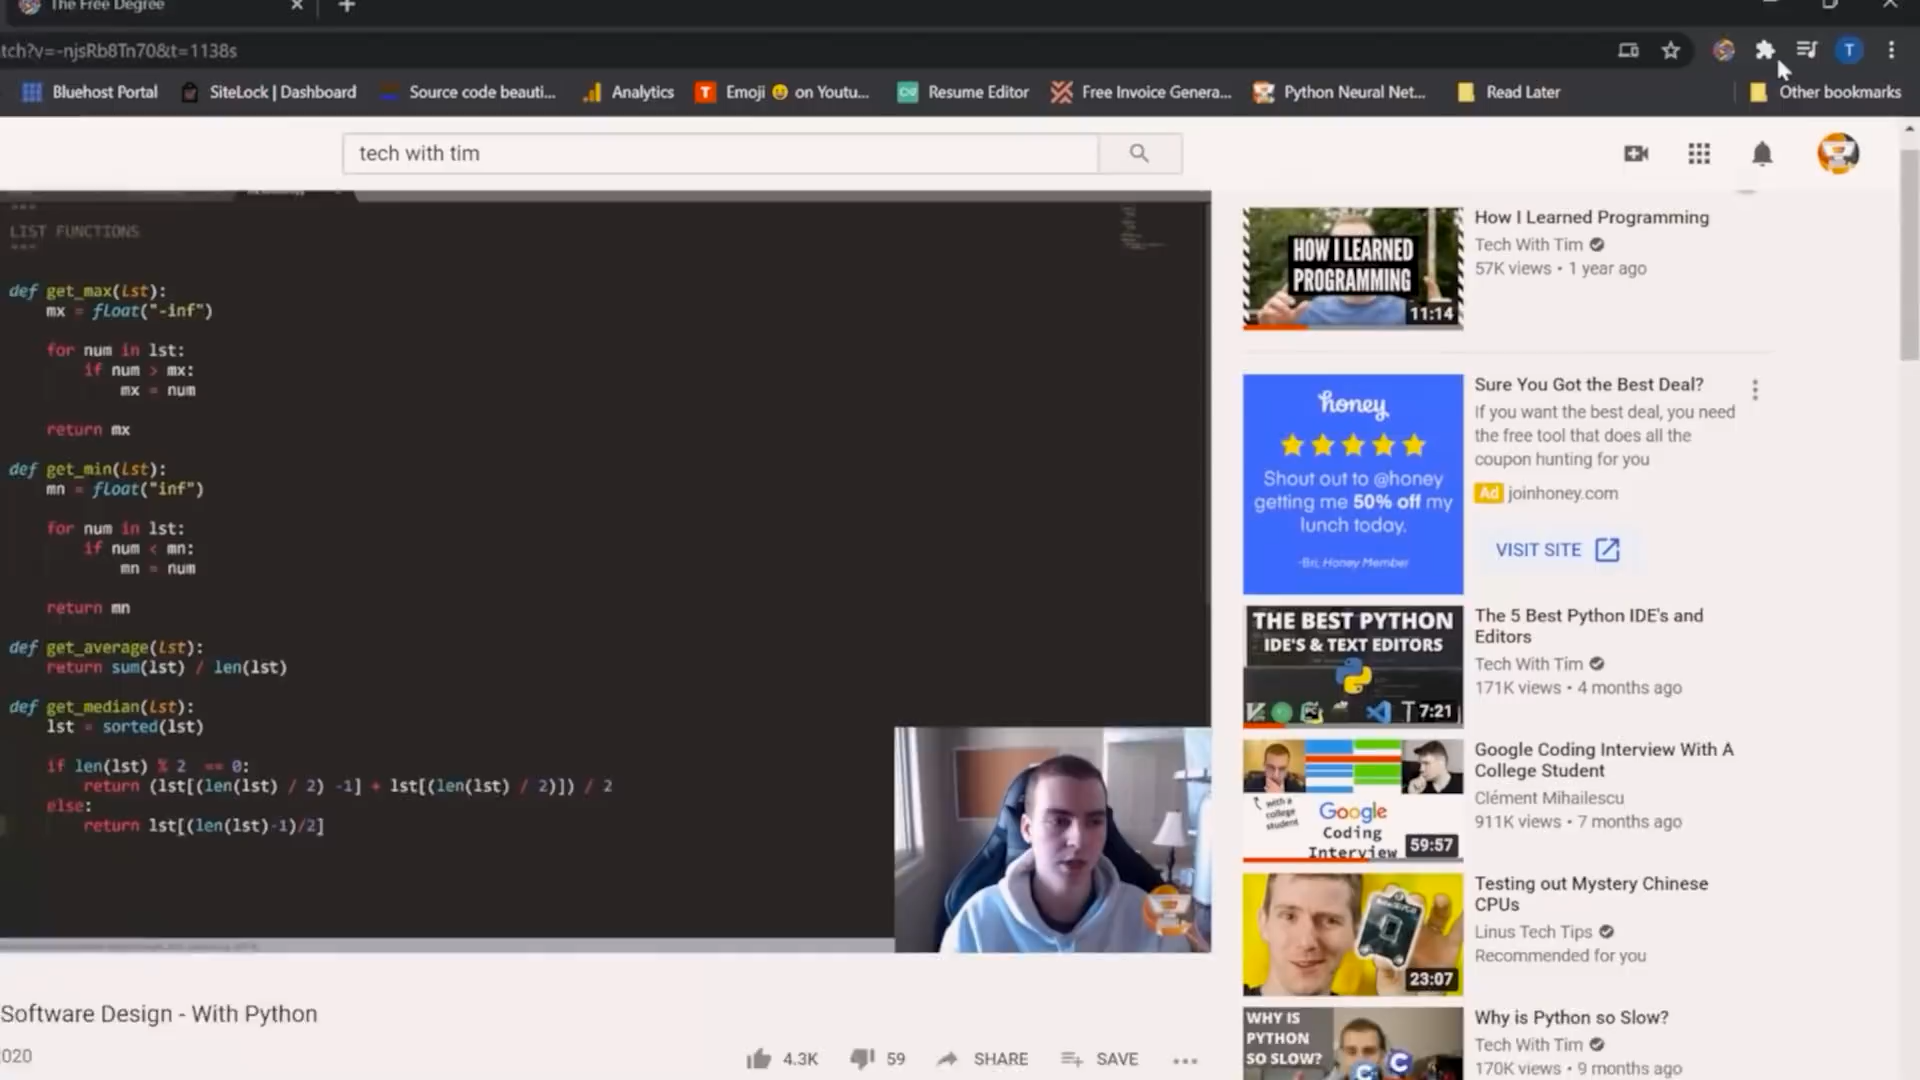 The Free Degree
tch?v=-njsRb8Tn70&t=1138s
T
Bluehost Portal
SiteLock | Dashboard
Source code beauti...
Analytics
T
Emoji 😀 on Youtu...
Resume Editor
Free Invoice Genera...
Python Neural Net...
Read Later
Other bookmarks
tech with tim
"""
LIST FUNCTIONS
"""
def get_max(lst):
mx = float("-inf")
for num in lst:
if num > mx:
mx = num
return mx
def get_min(lst):
mn = float("inf")
for num in lst:
if num < mn:
mn = num
return mn
def get_average(lst):
return sum(lst) / len(lst)
def get_median(lst):
lst = sorted(lst)
if len(lst) % 2 == 0:
return (lst[(len(lst) / 2) -1] + lst[(len(lst) / 2)]) / 2
else:
return lst[(len(lst)-1)/2]
Software Design - With Python
020
4.3K
59
SHARE
SAVE
HOW I LEARNED
PROGRAMMING
11:14
How I Learned Programming
Tech With Tim
57K views • 1 year ago
honey
Shout out to @honey
getting me 50% off my
lunch today.
-Bri, Honey Member
Sure You Got the Best Deal?
If you want the best deal, you need
the free tool that does all the
coupon hunting for you
Ad joinhoney.com
VISIT SITE
THE BEST PYTHON
IDE'S & TEXT EDITORS
7:21
The 5 Best Python IDE's and
Editors
Tech With Tim
171K views • 4 months ago
with a
college
student
Google
Coding
Interview
59:57
Google Coding Interview With A
College Student
Clément Mihailescu
911K views • 7 months ago
23:07
Testing out Mystery Chinese
CPUs
Linus Tech Tips
Recommended for you
WHY IS
PYTHON
SO SLOW?
Why is Python so Slow?
Tech With Tim
170K views • 9 months ago